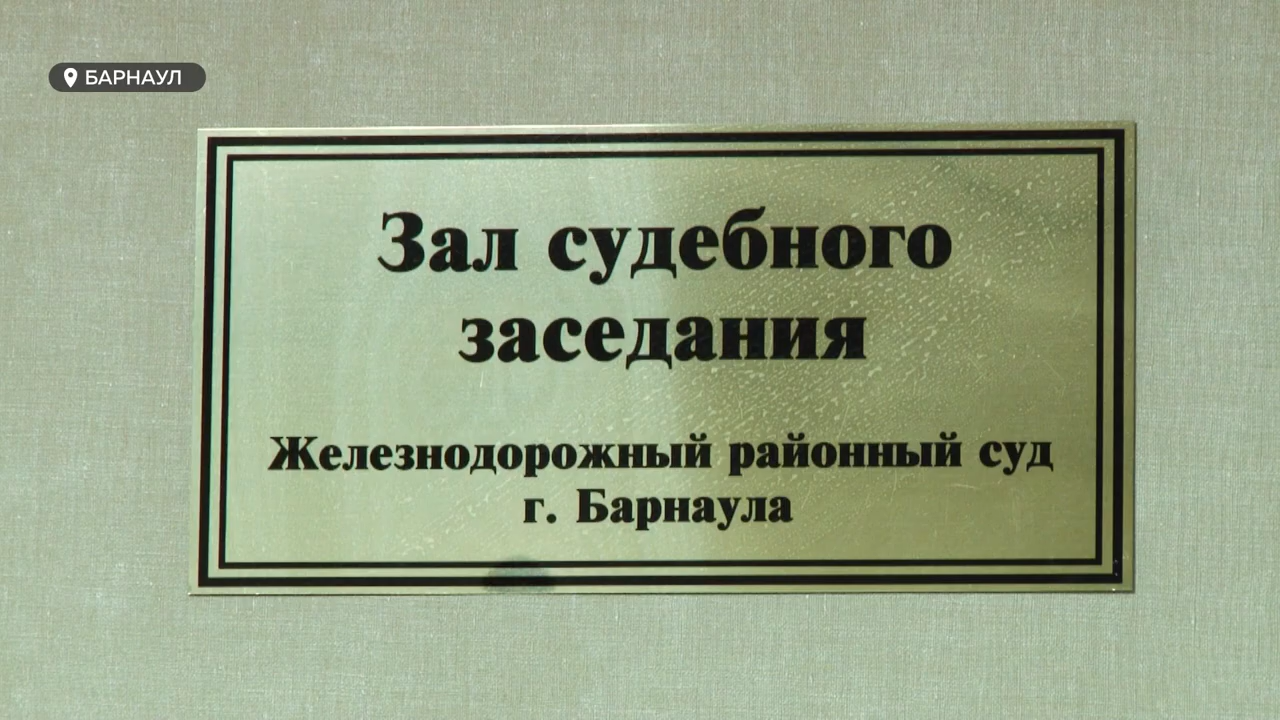 БАРНАУЛ
Зал судебного
заседания
Железнодорожный районный суд
г. Барнаула